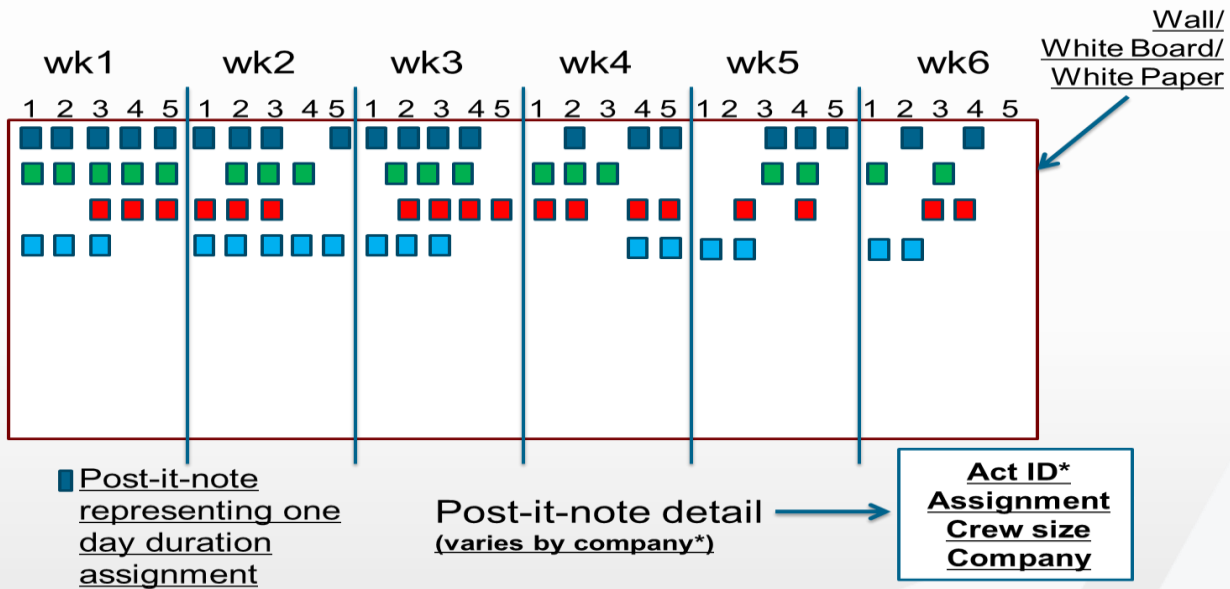 Wall/
White Board/
White Paper
wk1 wk2 wk3 wk4 wk5 wk6
1 2 3 4 5 1 2 3 4 5 1 2 3 4 5 1 2 3 4 5 1 2 3 4 5 1 2 3 4 5
Post-it-note
representing one
day duration
assignment
Post-it-note detail
(varies by company*)
Act ID*
Assignment
Crew size
Company